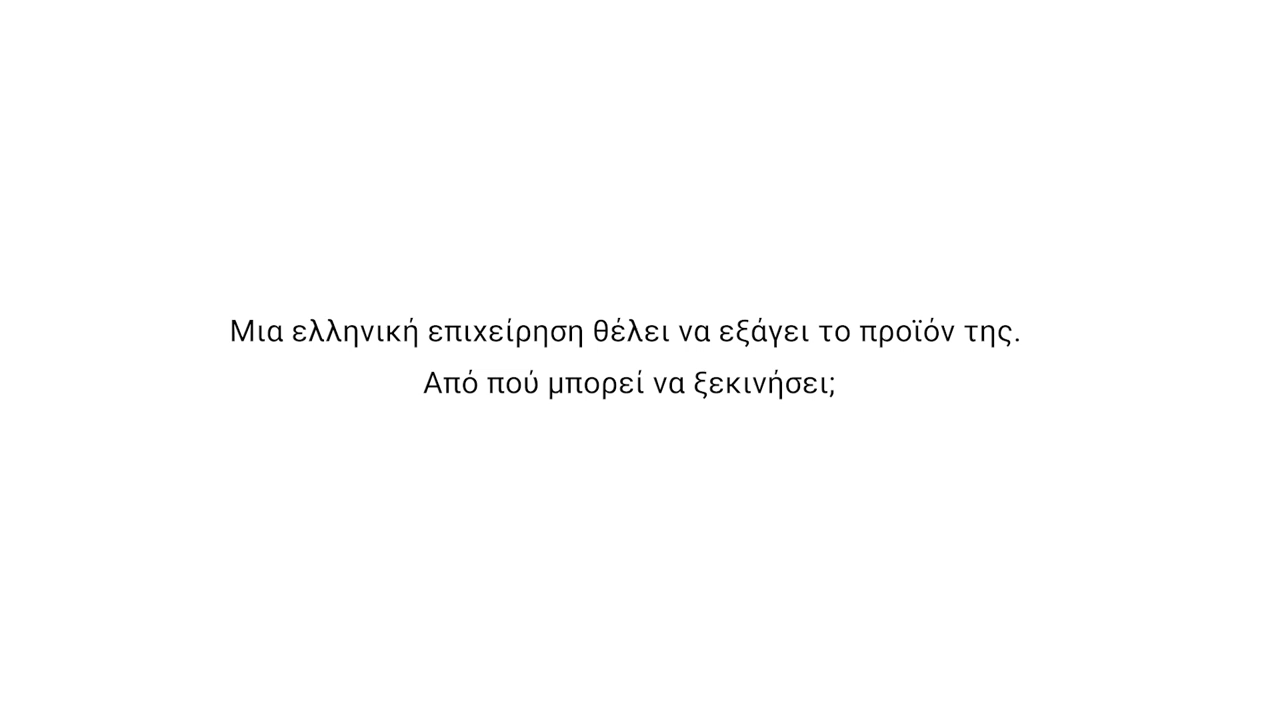 Μια ελληνική επιχείρηση θέλει να εξάγει το προϊόν της.
Από πού μπορεί να ξεκινήσει;